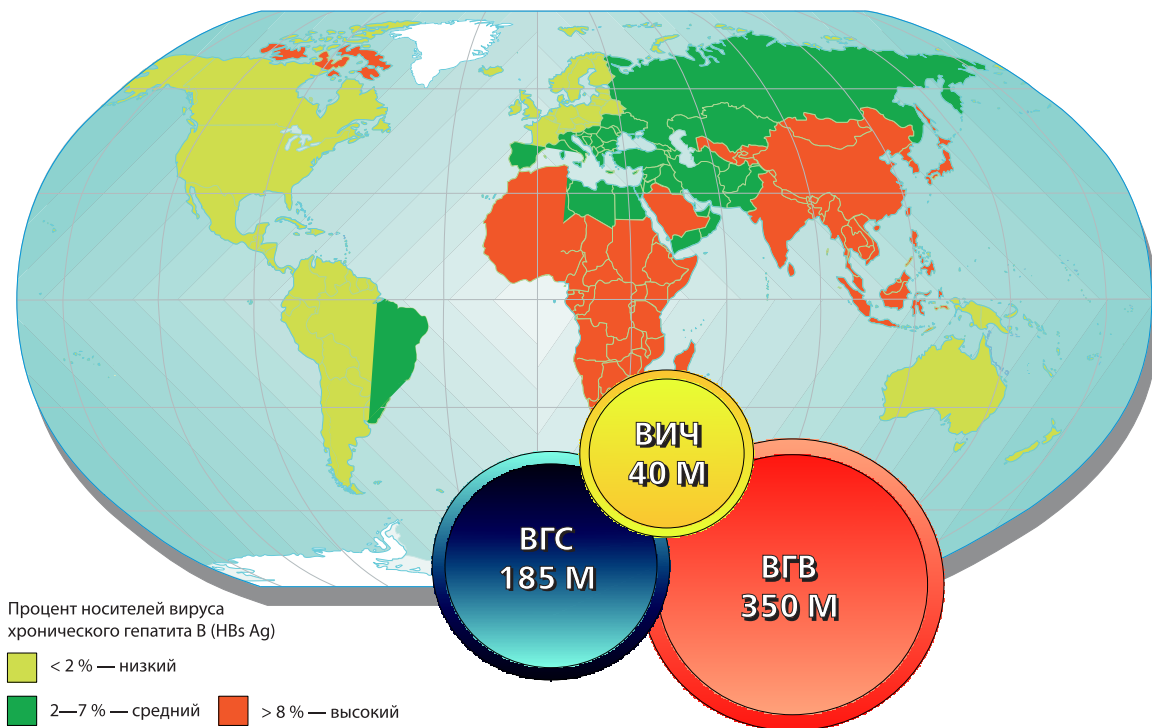 ВИЧ
40 М
ВГС
185 М
ВГВ
350 М
Процент носителей вируса
хронического гепатита В (HBs Ag)
< 2 % — низкий
2—7 % — средний
> 8 % — высокий